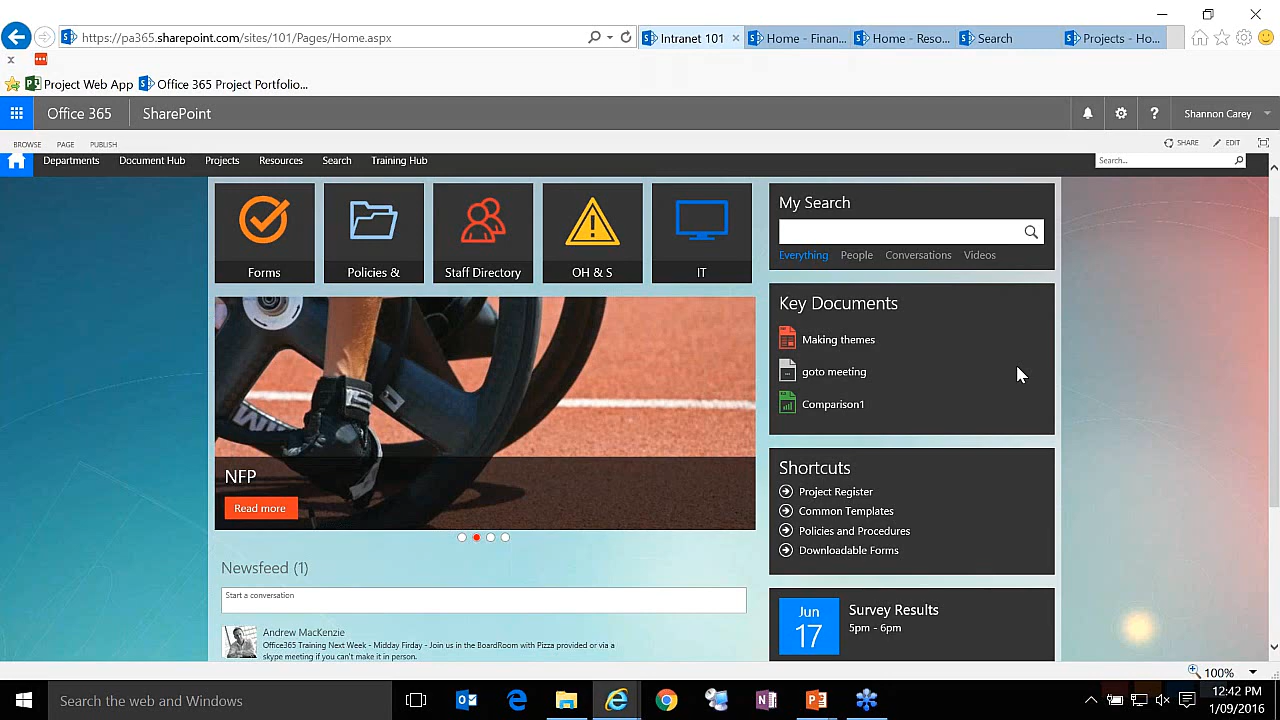 https://pa365.sharepoint.com/sites/101/Pages/Home.aspx
Intranet 101
Home - Finan...
Home - Reso...
Search
Projects - Ho...
Project Web App
Office 365 Project Portfolio...
Office 365
SharePoint
Shannon Carey
BROWSE PAGE PUBLISH
SHARE EDIT
Departments Document Hub Projects Resources Search Training Hub
Search...
Forms
Policies &
Staff Directory
OH & S
IT
My Search
Everything People Conversations Videos
Key Documents
Making themes
goto meeting
Comparison1
NFP
Read more
Shortcuts
Project Register
Common Templates
Policies and Procedures
Downloadable Forms
Newsfeed (1)
Start a conversation
Andrew MacKenzie
Office365 Training Next Week - Midday Firday - Join us in the BoardRoom with Pizza provided or via a
skype meeting if you can't make it in person.
Jun
17
Survey Results
5pm - 6pm
100%
Search the web and Windows
12:42 PM
1/09/2016